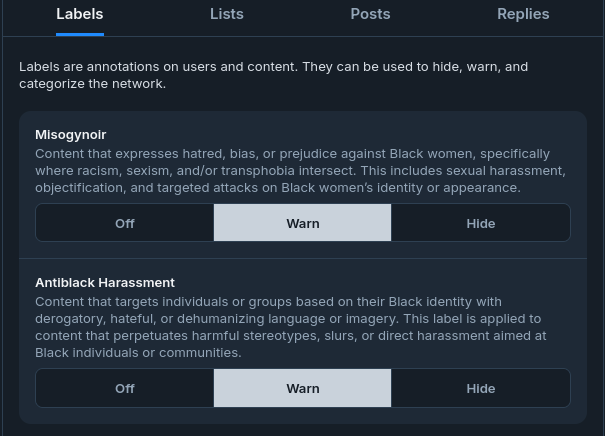 Labels Lists Posts Replies
Labels are annotations on users and content. They can be used to hide, warn, and
categorize the network.
Misogynoir
Content that expresses hatred, bias, or prejudice against Black women, specifically
where racism, sexism, and/or transphobia intersect. This includes sexual harassment,
objectification, and targeted attacks on Black women’s identity or appearance.
Off Warn Hide
Antiblack Harassment
Content that targets individuals or groups based on their Black identity with
derogatory, hateful, or dehumanizing language or imagery. This label is applied to
content that perpetuates harmful stereotypes, slurs, or direct harassment aimed at
Black individuals or communities.
Off Warn Hide